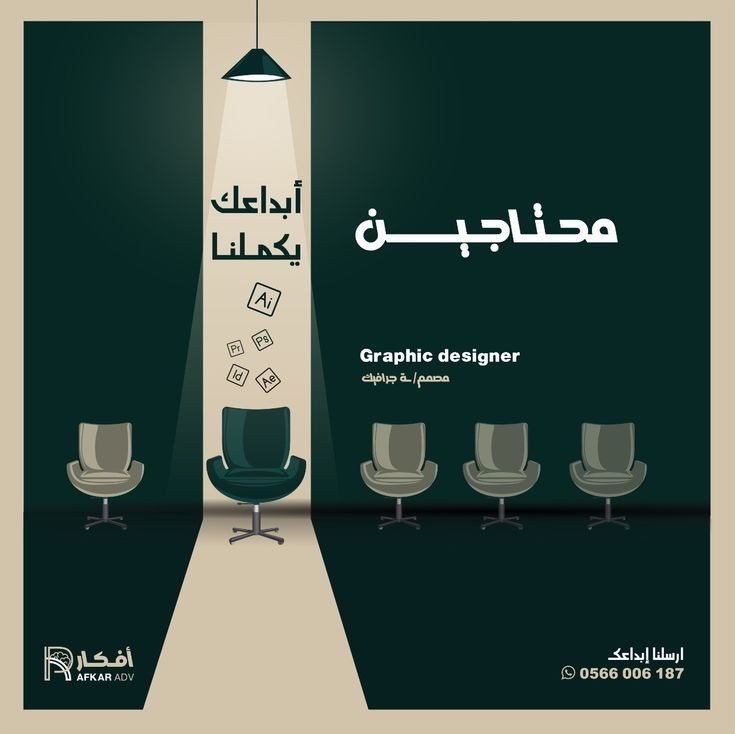 أبداعك
يكملنا
محتاجين
Ai
Pr
Ps
Id
Ae
Graphic designer
مصمم/ـة جرافيك
أفكار
AFKAR ADV
ارسلنا إبداعك
0566 006 187